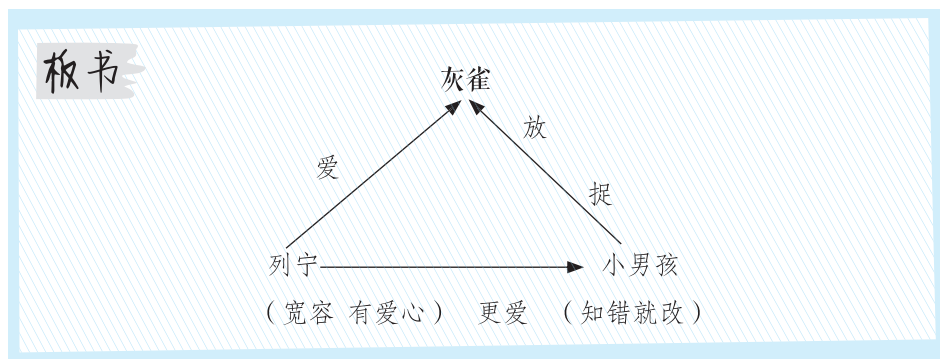 板书
灰雀
放
爱
捉
列宁 小男孩
（宽容 有爱心） 更爱 （知错就改）